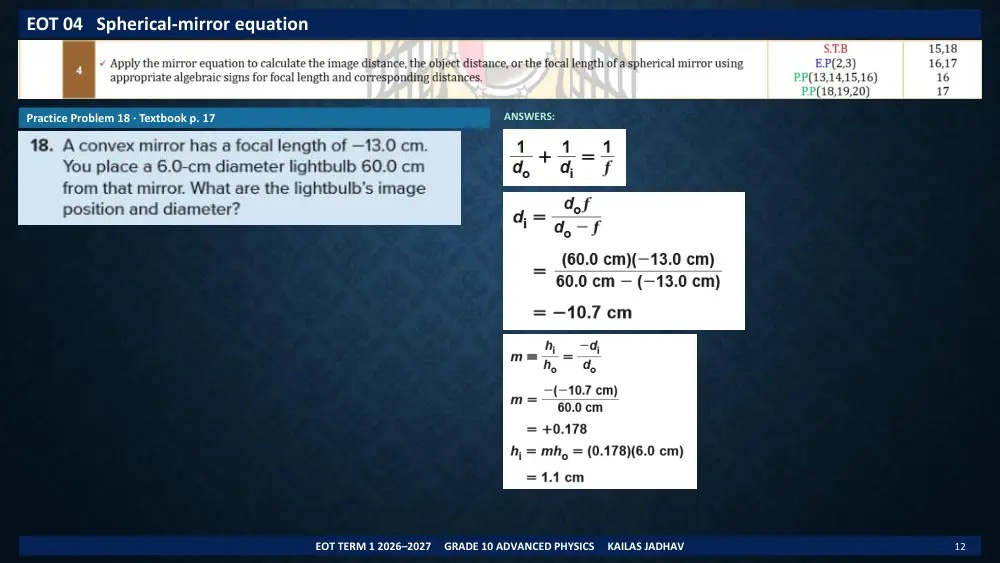 EOT 04 Spherical-mirror equation
4
✓ Apply the mirror equation to calculate the image distance, the object distance, or the focal length of a spherical mirror using
appropriate algebraic signs for focal length and corresponding distances.
S.T.B 15,18
E.P(2,3) 16,17
P.P(13,14,15,16) 16
P.P(18,19,20) 17
Practice Problem 18 · Textbook p. 17
18. A convex mirror has a focal length of −13.0 cm.
You place a 6.0-cm diameter lightbulb 60.0 cm
from that mirror. What are the lightbulb's image
position and diameter?
ANSWERS:
1/dₒ + 1/dᵢ = 1/f
dᵢ = dₒf / (dₒ − f)
= (60.0 cm)(−13.0 cm) / 60.0 cm − (−13.0 cm)
= −10.7 cm
m = hᵢ/hₒ = −dᵢ/dₒ
m = −(−10.7 cm) / 60.0 cm
= +0.178
hᵢ = mhₒ = (0.178)(6.0 cm)
= 1.1 cm
EOT TERM 1 2026–2027 GRADE 10 ADVANCED PHYSICS KAILAS JADHAV
12